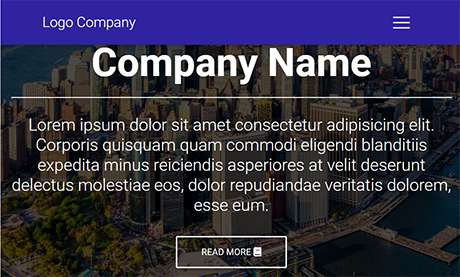 Logo Company
Company Name
Lorem ipsum dolor sit amet consectetur adipisicing elit.
Corporis quisquam quam commodi eligendi blanditiis
expedita minus reiciendis asperiores at velit deserunt
delectus molestiae eos, dolor repudiandae veritatis dolorem,
esse eum.
READ MORE